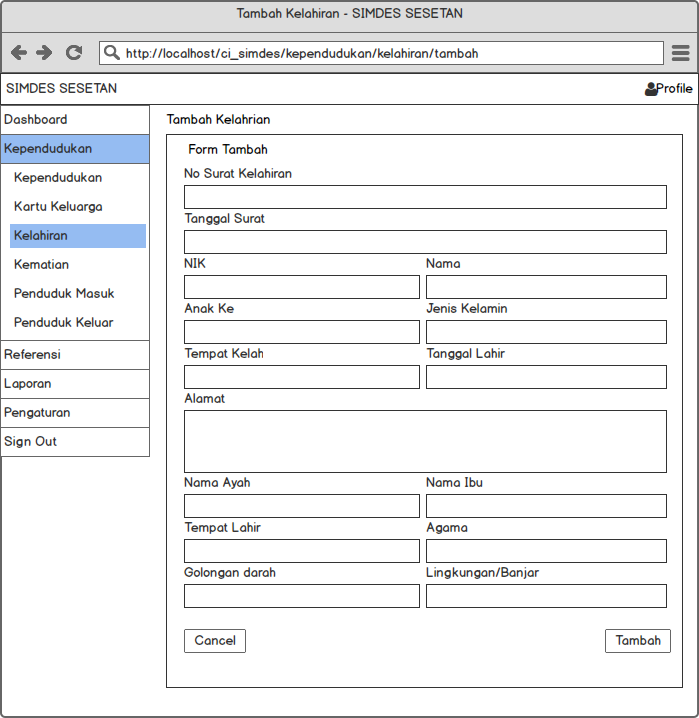 Tambah Kelahiran - SIMDES SESETAN
http://localhost/ci_simdes/kependudukan/kelahiran/tambah
SIMDES SESETAN
Profile
Dashboard
Kependudukan
Kependudukan
Kartu Keluarga
Kelahiran
Kematian
Penduduk Masuk
Penduduk Keluar
Referensi
Laporan
Pengaturan
Sign Out
Tambah Kelahrian
Form Tambah
No Surat Kelahiran
Tanggal Surat
NIK Nama
Anak Ke Jenis Kelamin
Tempat Kelah Tanggal Lahir
Alamat
Nama Ayah Nama Ibu
Tempat Lahir Agama
Golongan darah Lingkungan/Banjar
Cancel Tambah